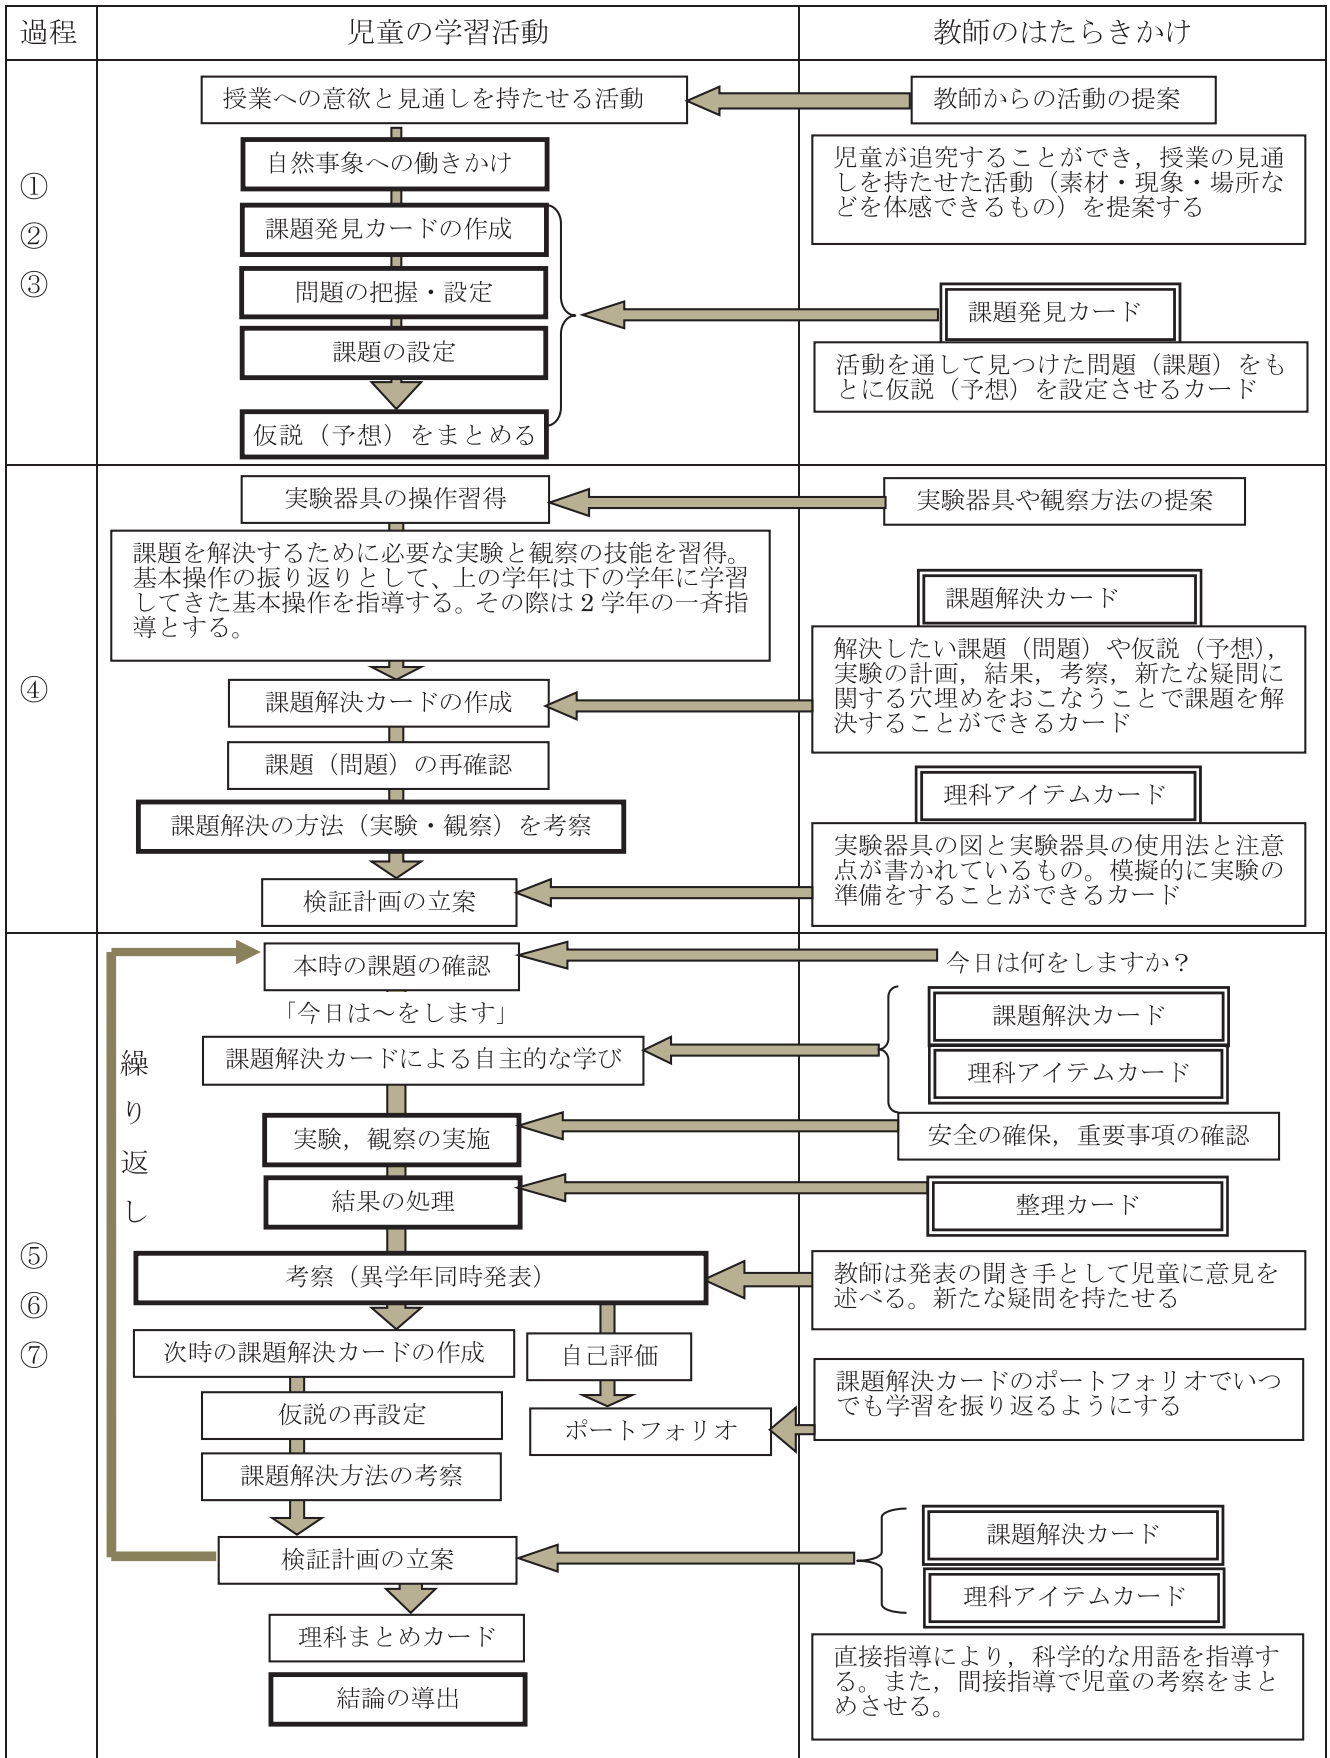 過程
児童の学習活動
教師のはたらきかけ
①
②
③
授業への意欲と見通しを持たせる活動
自然事象への働きかけ
課題発見カードの作成
問題の把握・設定
課題の設定
仮説（予想）をまとめる
教師からの活動の提案
児童が追究することができ，授業の見通
しを持たせた活動（素材・現象・場所な
どを体感できるもの）を提案する
課題発見カード
活動を通して見つけた問題（課題）をも
とに仮説（予想）を設定させるカード
④
実験器具の操作習得
課題を解決するために必要な実験と観察の技能を習得。
基本操作の振り返りとして、上の学年は下の学年に学習
してきた基本操作を指導する。その際は 2 学年の一斉指
導とする。
課題解決カードの作成
課題（問題）の再確認
課題解決の方法（実験・観察）を考察
検証計画の立案
実験器具や観察方法の提案
課題解決カード
解決したい課題（問題）や仮説（予想），
実験の計画，結果，考察，新たな疑問に
関する穴埋めをおこなうことで課題を解
決することができるカード
理科アイテムカード
実験器具の図と実験器具の使用法と注意
点が書かれているもの。模擬的に実験の
準備をすることができるカード
⑤
⑥
⑦
繰
り
返
し
本時の課題の確認
「今日は～をします」
課題解決カードによる自主的な学び
実験，観察の実施
結果の処理
考察（異学年同時発表）
次時の課題解決カードの作成
自己評価
仮説の再設定
ポートフォリオ
課題解決方法の考察
検証計画の立案
理科まとめカード
結論の導出
今日は何をしますか？
課題解決カード
理科アイテムカード
安全の確保，重要事項の確認
整理カード
教師は発表の聞き手として児童に意見を
述べる。新たな疑問を持たせる
課題解決カードのポートフォリオでいつ
でも学習を振り返るようにする
課題解決カード
理科アイテムカード
直接指導により，科学的な用語を指導す
る。また，間接指導で児童の考察をまと
めさせる。